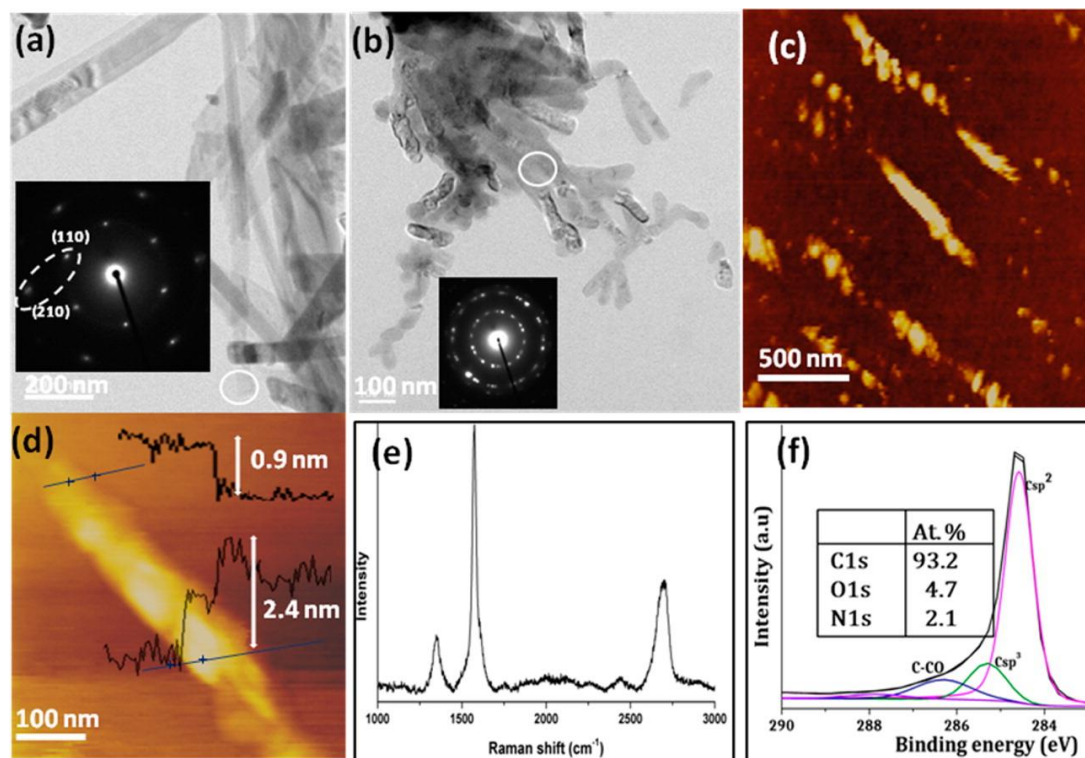 (a)
(110)
(210)
200 nm
(b)
100 nm
(c)
500 nm
(d)
0.9 nm
2.4 nm
100 nm
(e)
Intensity
1000 1500 2000 2500 3000
Raman shift (cm⁻¹)
(f)
Csp²
At.%
C1s 93.2
O1s 4.7
N1s 2.1
C-CO
Csp³
Intensity (a.u)
290 288 286 284
Binding energy (eV)